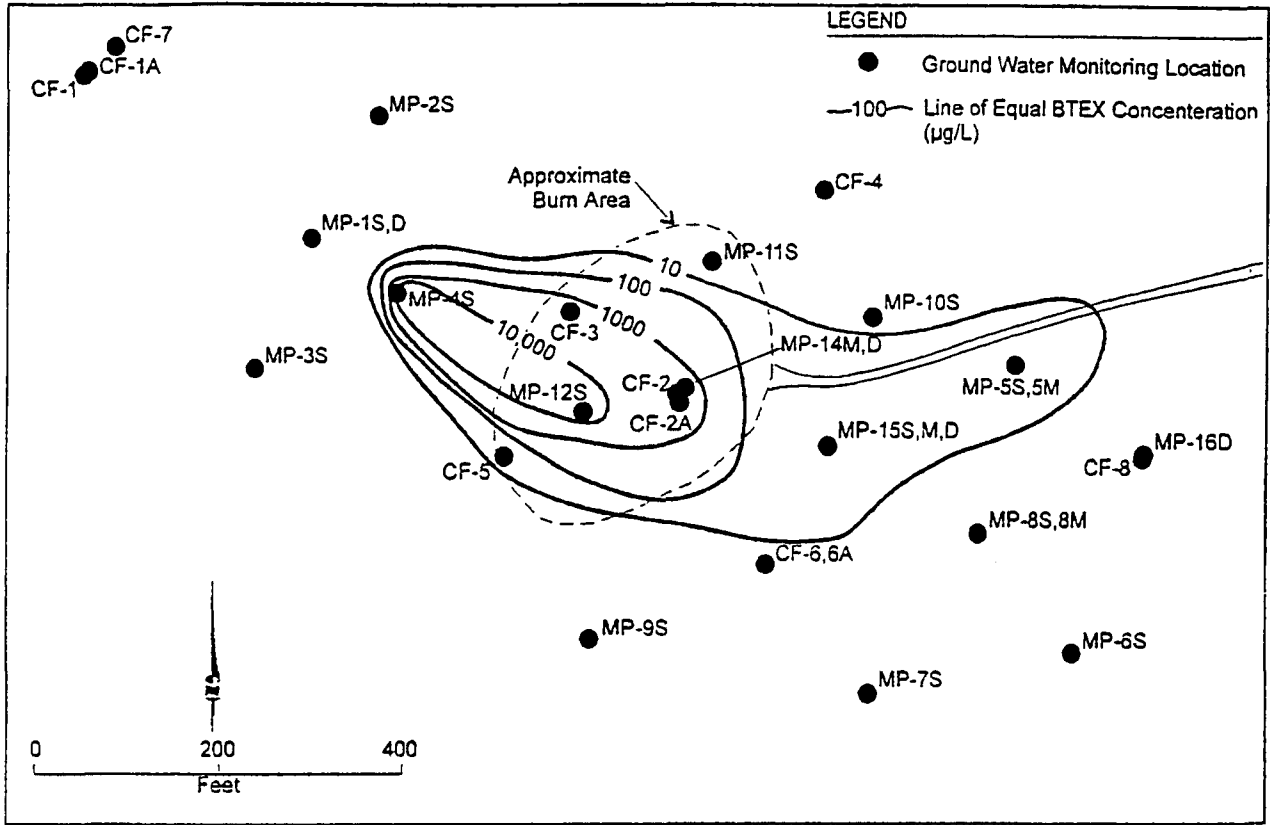 CF-7
CF-1A
CF-1
MP-2S
LEGEND
Ground Water Monitoring Location
100 Line of Equal BTEX Concenteration
(µg/L)
Approximate
Burn Area
CF-4
MP-1S,D
MP-11S
10
100
MP-4S
1000
CF-3
10,000
MP-10S
MP-14M,D
MP-3S
CF-2
MP-5S,5M
MP-12S
CF-2A
MP-15S,M,D
MP-16D
CF-8
CF-5
MP-8S,8M
CF-6,6A
MP-9S
MP-6S
MP-7S
0 200 400
Feet